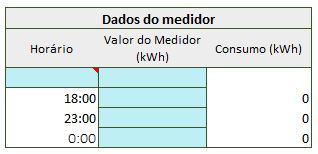 Dados do medidor
Horário Valor do Medidor (kWh) Consumo (kWh)
18:00 0
23:00 0
0:00 0